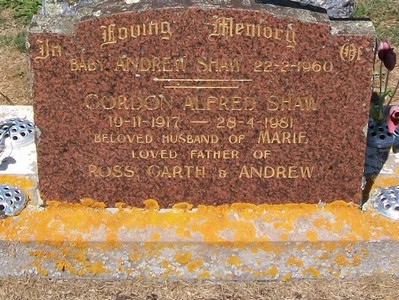 In Loving Memory Of
BABY ANDREW SHAW 22-2-1960
GORDON ALFRED SHAW
19-11-1917 — 28-4-1981
BELOVED HUSBAND OF MARIE
LOVED FATHER OF
ROSS GARTH & ANDREW